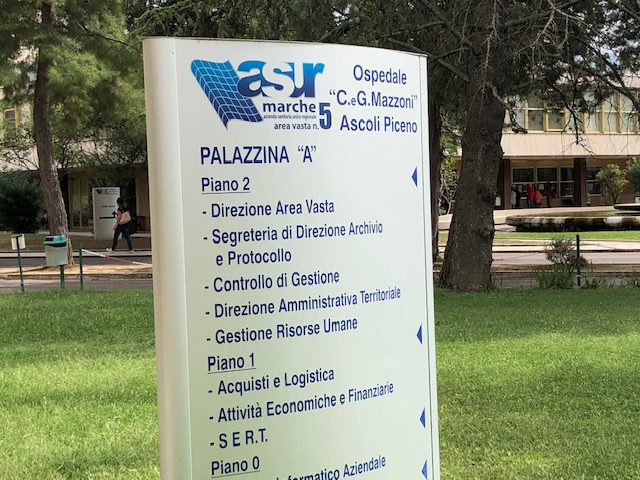 asur
marche
azienda sanitaria unica regionale
area vasta n. 5
Ospedale
"C.eG.Mazzoni"
Ascoli Piceno
PALAZZINA "A"
Piano 2
- Direzione Area Vasta
- Segreteria di Direzione Archivio
e Protocollo
- Controllo di Gestione
- Direzione Amministrativa Territoriale
- Gestione Risorse Umane
Piano 1
- Acquisti e Logistica
- Attività Economiche e Finanziarie
- S E R.T.
Piano 0
Aziendale